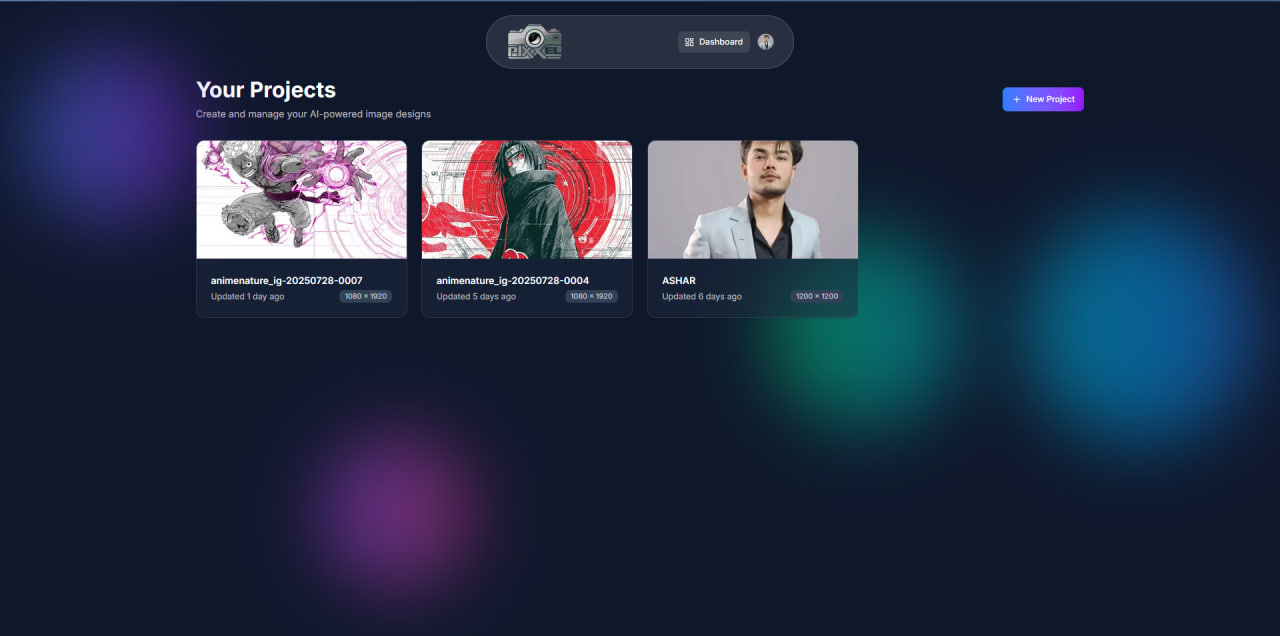 PIXXEL
Dashboard
Your Projects
Create and manage your AI-powered image designs
+ New Project
animenature_ig-20250728-0007
Updated 1 day ago
1080 × 1920
animenature_ig-20250728-0004
Updated 5 days ago
1080 × 1920
ASHAR
Updated 6 days ago
1200 × 1200